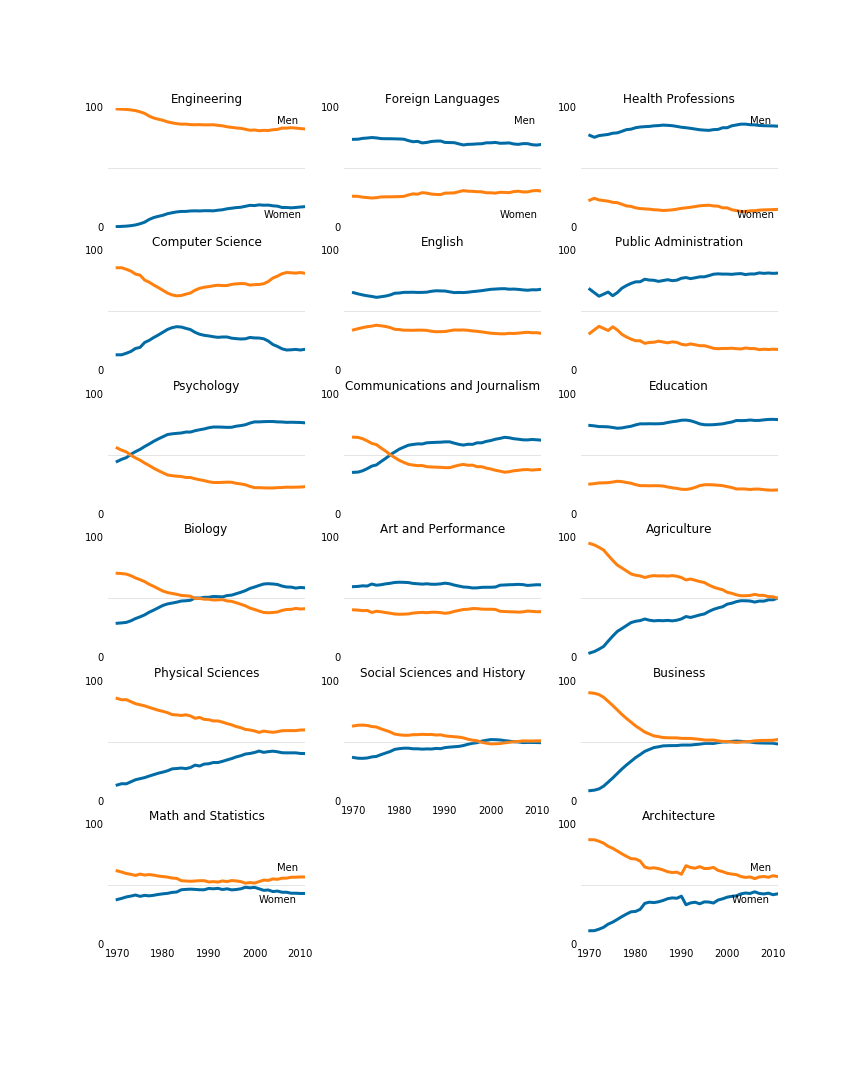 Engineering
100
Men
Women
0
Foreign Languages
100
Men
Women
Health Professions
100
Men
Women
0
Computer Science
100
0
English
100
0
Public Administration
100
0
Psychology
100
0
Communications and Journalism
100
0
Education
100
0
Biology
100
0
Art and Performance
100
0
Agriculture
100
0
Physical Sciences
100
0
Social Sciences and History
100
0
1970 1980 1990 2000 2010
Business
100
0
Math and Statistics
100
Men
Women
0
1970 1980 1990 2000 2010
Architecture
100
Men
Women
0
1970 1980 1990 2000 2010